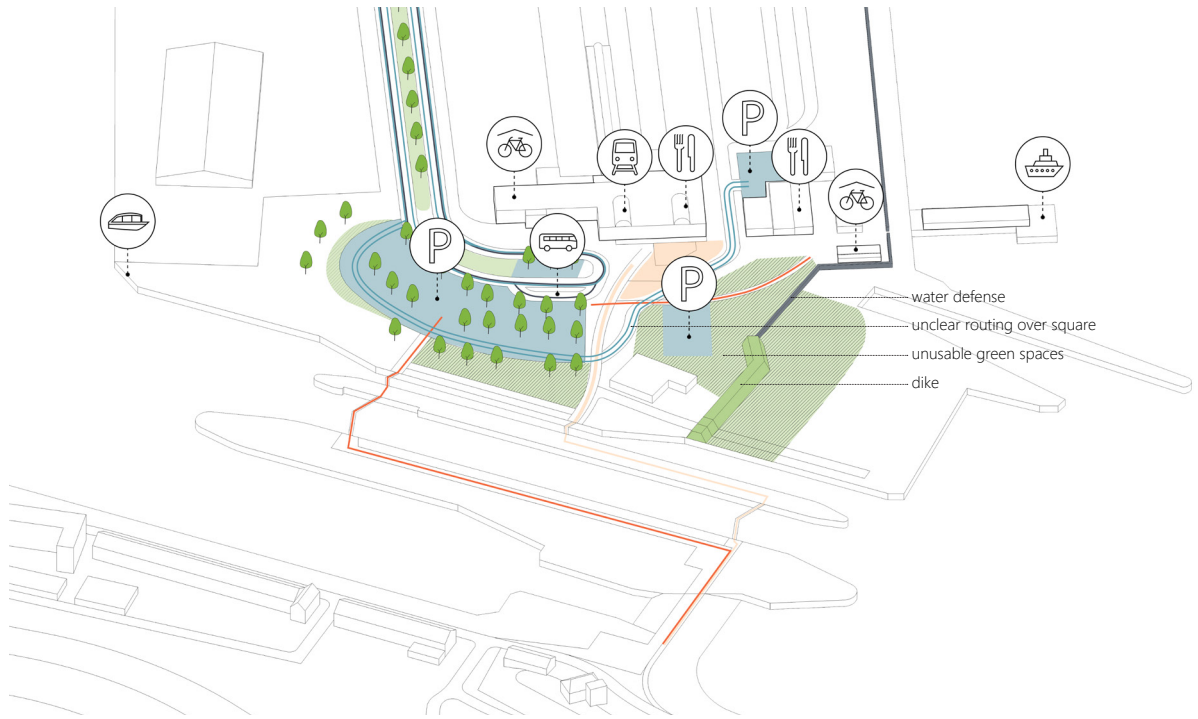 P
P
P
water defense
unclear routing over square
unusable green spaces
dike